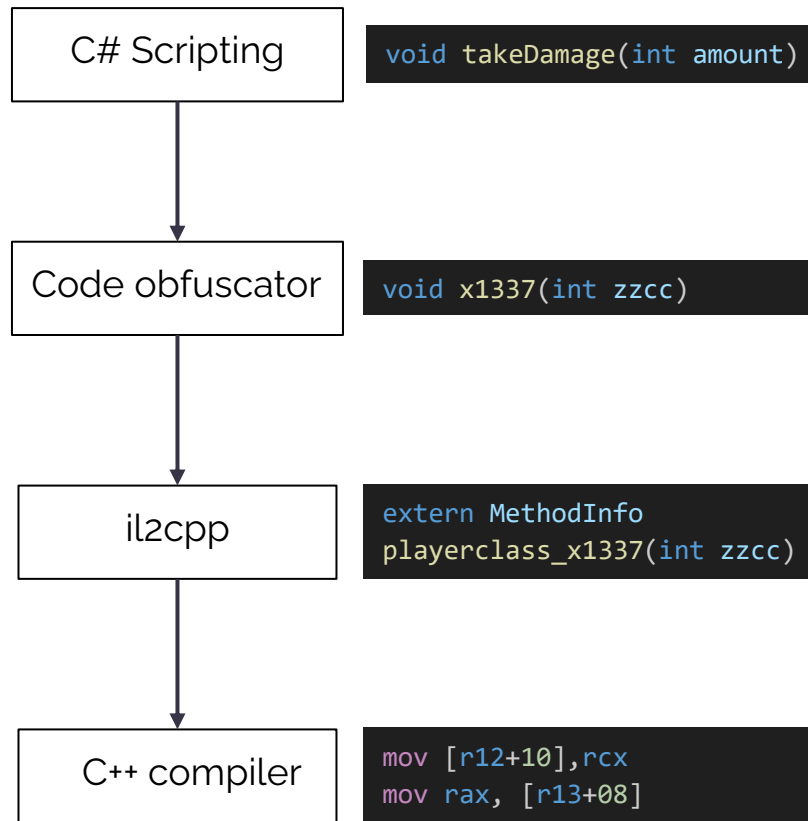 C# Scripting
void takeDamage(int amount)
Code obfuscator
void x1337(int zzcc)
il2cpp
extern MethodInfo
playerclass_x1337(int zzcc)
C++ compiler
mov [r12+10],rcx
mov rax, [r13+08]